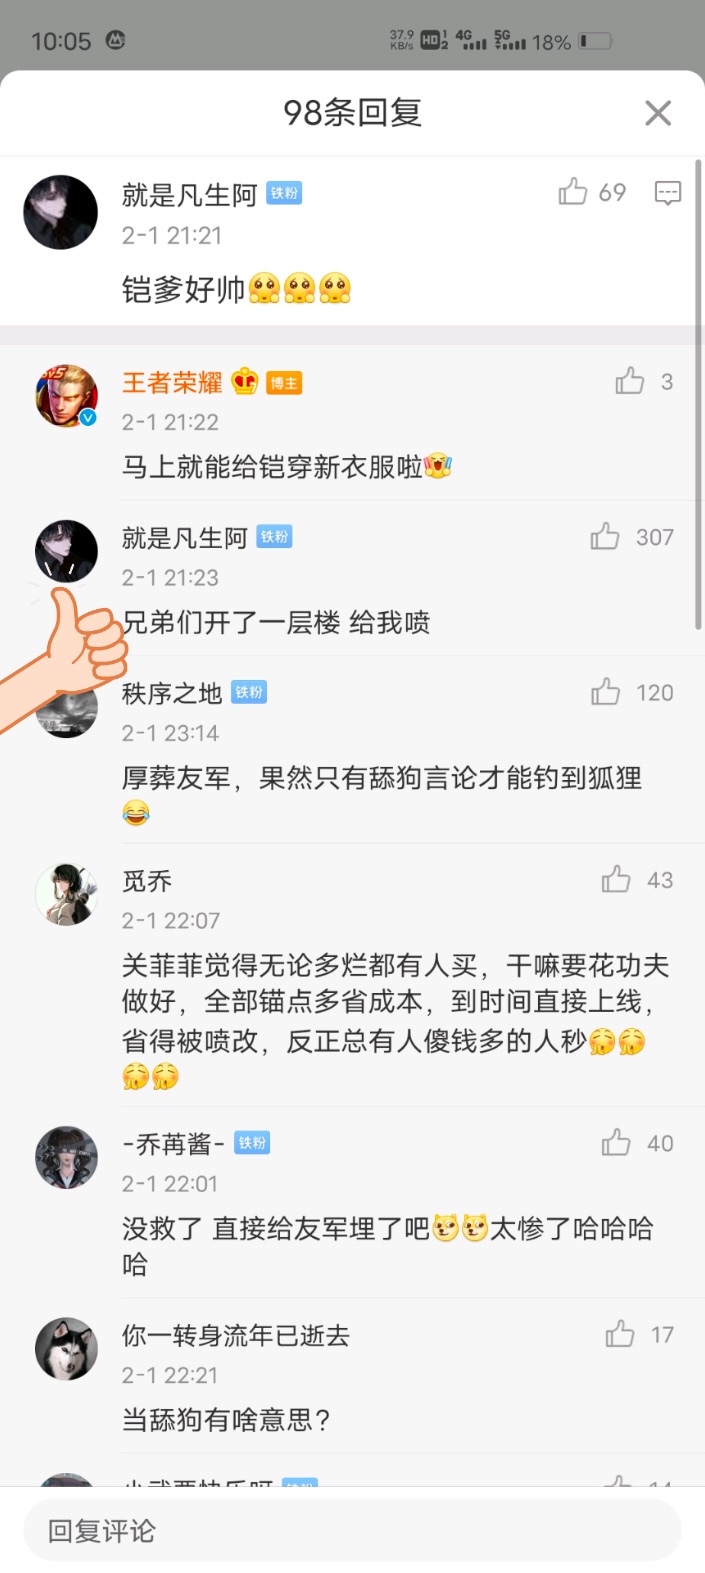 10:05
37.9 KB/s HD 1 2 4G 5G 18%
98条回复
就是凡生阿 铁粉 69
2-1 21:21
铠爹好帅
王者荣耀 博主 3
2-1 21:22
马上就能给铠穿新衣服啦
就是凡生阿 铁粉 307
2-1 21:23
兄弟们开了一层楼 给我喷
秩序之地 铁粉 120
2-1 23:14
厚葬友军，果然只有舔狗言论才能钓到狐狸
觅乔 43
2-1 22:07
关菲菲觉得无论多烂都有人买，干嘛要花功夫
做好，全部锚点多省成本，到时间直接上线，
省得被喷改，反正总有人傻钱多的人秒
-乔苒酱- 铁粉 40
2-1 22:01
没救了 直接给友军埋了吧太惨了哈哈哈
哈
你一转身流年已逝去 17
2-1 22:21
当舔狗有啥意思？
回复评论